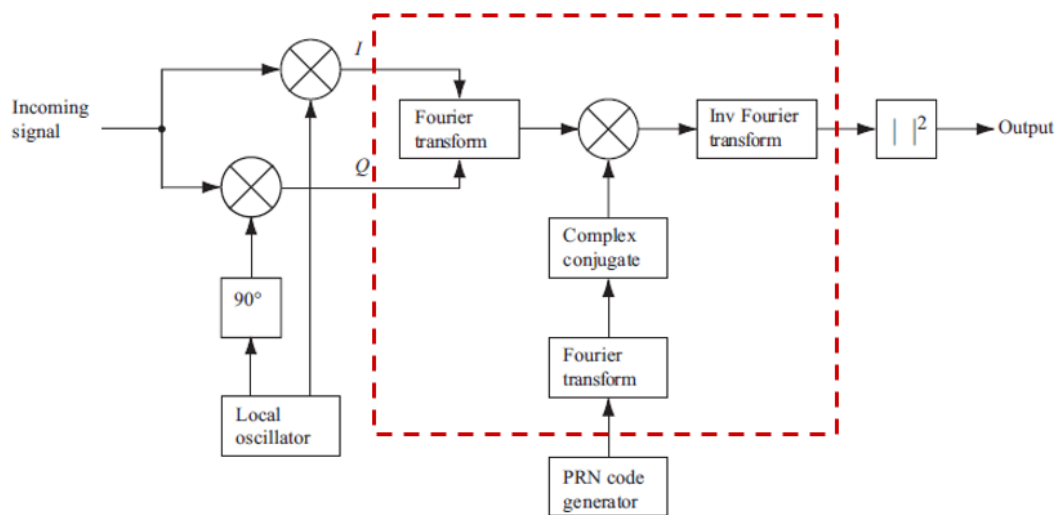 I
Incoming
signal
Fourier
transform
Inv Fourier
transform
| |²
Output
Q
Complex
conjugate
90°
Fourier
transform
Local
oscillator
PRN code
generator